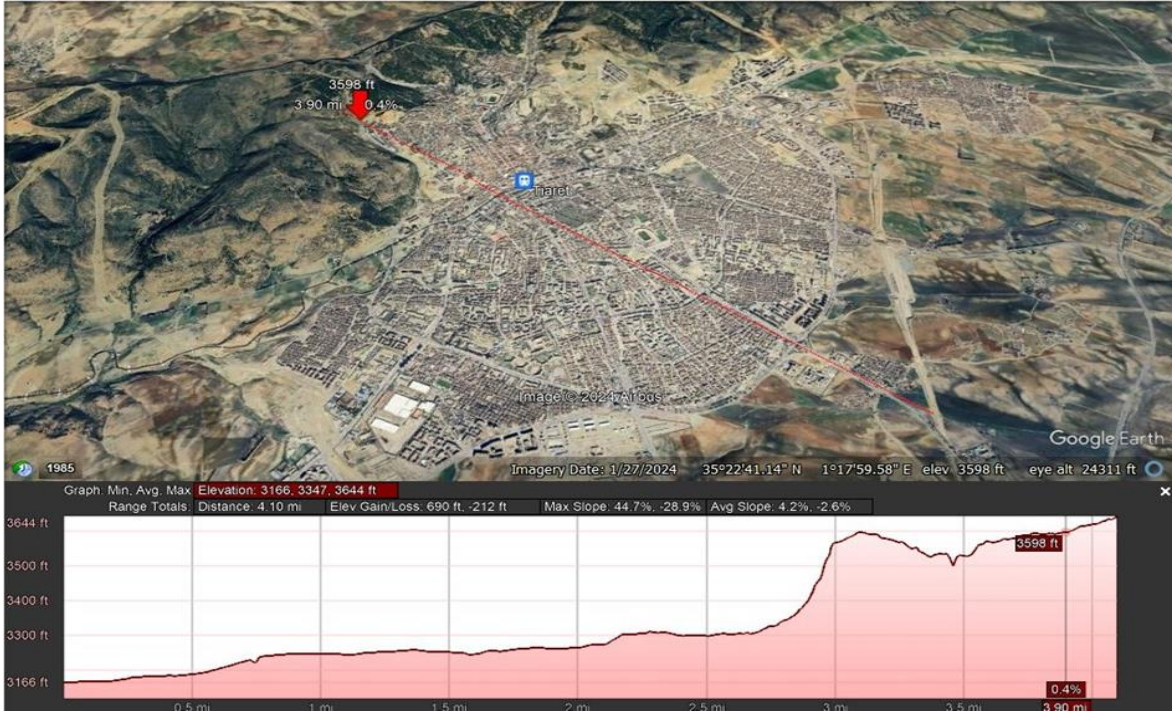 3598 ft
3.90 mi 0.4%
Tiaret
Image © 2024 Airbus
Google Earth
1985
Imagery Date: 1/27/2024 35°22'41.14" N 1°17'59.58" E elev 3598 ft eye alt 24311 ft
Graph: Min, Avg, Max Elevation: 3166, 3347, 3644 ft
Range Totals: Distance: 4.10 mi Elev Gain/Loss: 690 ft, -212 ft Max Slope: 44.7%, -28.9% Avg Slope: 4.2%, -2.6%
3644 ft
3598 ft
3500 ft
3400 ft
3300 ft
3166 ft
0.4%
0.5 mi 1 mi 1.5 mi 2 mi 2.5 mi 3 mi 3.5 mi 3.90 mi